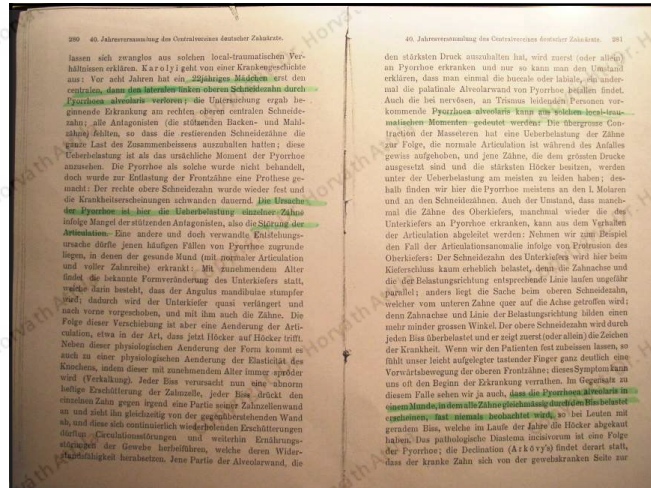 280 40. Jahresversammlung des Centralvereines deutscher Zahnärzte.
lassen sich zwanglos aus solchen local-traumatischen Ver-
hältnissen erklären. Karolyi geht von einer Krankengeschichte
aus: Vor acht Jahren hat ein 22jähriges Mädchen erst den
centralen, dann den lateralen linken oberen Schneidezahn durch
Pyorrhoea alveolaris verloren; die Untersuchung ergab be-
ginnende Erkrankung am rechten oberen centralen Schneide-
zahn; alle Antagonisten (die stützenden Backen- und Mahl-
zähne) fehlten, so dass die restierenden Schneidezähne die
ganze Last des Zusammenbeissens auszuhalten hatten; diese
Ueberlastung ist als das ursächliche Moment der Pyorrhoe
anzusehen. Die Pyorrhoe als solche wurde nicht behandelt,
doch wurde zur Entlastung der Frontzähne eine Prothese ge-
macht: Der rechte obere Schneidezahn wurde wieder fest und
die Krankheitserscheinungen schwanden dauernd. Die Ursache
der Pyorrhoe ist hier die Ueberlastung einzelner Zähne
infolge Mangel der stützenden Antagonisten, also die Störung der
Articulation. Eine andere und doch verwandte Entstehungs-
ursache dürfte jenen häufigen Fällen von Pyorrhoe zugrunde
liegen, in denen der gesunde Mund (mit normaler Articulation
und voller Zahnreihe) erkrankt: Mit zunehmendem Alter
findet die bekannte Formveränderung des Unterkiefers statt,
welche darin besteht, dass der Angulus mandibulae stumpfer
wird; dadurch wird der Unterkiefer quasi verlängert und
nach vorne vorgeschoben, und mit ihm auch die Zähne. Die
Folge dieser Verschiebung ist aber eine Aenderung der Arti-
culation, etwa in der Art, dass jetzt Höcker auf Höcker trifft.
Neben dieser physiologischen Aenderung der Form kommt es
auch zu einer physiologischen Aenderung der Elasticität des
Knochens, indem dieser mit zunehmendem Alter immer spröder
wird (Verkalkung). Jeder Biss verursacht nun eine abnorm
heftige Erschütterung der Zahnzelle, jeder Biss drückt den
einzelnen Zahn gegen irgend eine Partie seiner Zahnzellenwand
an und zieht ihn gleichzeitig von der gegenüberstehenden Wand
ab, und diese sich continuierlich wiederholenden Erschütterungen
dürften Circulationsstörungen und weiterhin Ernährungs-
störungen der Gewebe herbeiführen, welche deren Wider-
standsfähigkeit herabsetzen. Jene Partie der Alveolarwand, die
40. Jahresversammlung des Centralvereines deutscher Zahnärzte. 281
den stärksten Druck auszuhalten hat, wird zuerst (oder allein)
an Pyorrhoe erkranken und nur so kann man den Umstand
erklären, dass man einmal die bucale oder labiale, ein ander-
mal die palatinale Alveolarwand von Pyorrhoe befallen findet.
Auch die bei nervösen, an Trismus leidenden Personen vor-
kommende Pyorrhoea alveolaris kann aus solchen local-trau-
matischen Momenten gedeutet werden: Die übergrosse Con-
traction der Masseteren hat eine Ueberlastung der Zähne
zur Folge, die normale Articulation ist während des Anfalles
gewiss aufgehoben, und jene Zähne, die dem grössten Drucke
ausgesetzt sind und die stärksten Höcker besitzen, werden
unter der Ueberlastung am meisten zu leiden haben; des-
halb finden wir hier die Pyorrhoe meistens an den I. Molaren
und an den Schneidezähnen. Auch der Umstand, dass manch-
mal die Zähne des Oberkiefers, manchmal wieder die des
Unterkiefers an Pyorrhoe erkranken, kann aus dem Verhalten
der Articulation abgeleitet werden: Nehmen wir zum Beispiel
den Fall der Articulationsanomalie infolge von Protrusion des
Oberkiefers: Der Schneidezahn des Unterkiefers wird hier beim
Kieferschluss kaum erheblich belastet, denn die Zahnachse und
die der Belastungsrichtung entsprechende Linie laufen ungefähr
parallel; anders liegt die Sache beim oberen Schneidezahn,
welcher vom unteren Zahne quer auf die Achse getroffen wird;
denn Zahnachse und Linie der Belastungsrichtung bilden einen
mehr minder grossen Winkel. Der obere Schneidezahn wird durch
jeden Biss überbelastet und er zeigt zuerst (oder allein) die Zeichen
der Krankheit. Wenn wir den Patienten fest zubeissen lassen, so
fühlt unser leicht aufgelegter tastender Finger ganz deutlich eine
Vorwärtsbewegung der oberen Frontzähne; dieses Symptom kann
uns oft den Beginn der Erkrankung verrathen. Im Gegensatz zu
diesem Falle sehen wir ja auch, dass die Pyorrhoea alveolaris in
einem Munde, in dem alle Zähne gleichmässig durch den Biss belastet
erscheinen, fast niemals beobachtet wird, so bei Leuten mit
geradem Biss, welche im Laufe der Jahre die Höcker abgekaut
haben. Das pathologische Diastema incisivorum ist eine Folge
der Pyorrhoe; die Declination (Arkövy's) findet derart statt,
dass der kranke Zahn sich von der gewebskranken Seite zur